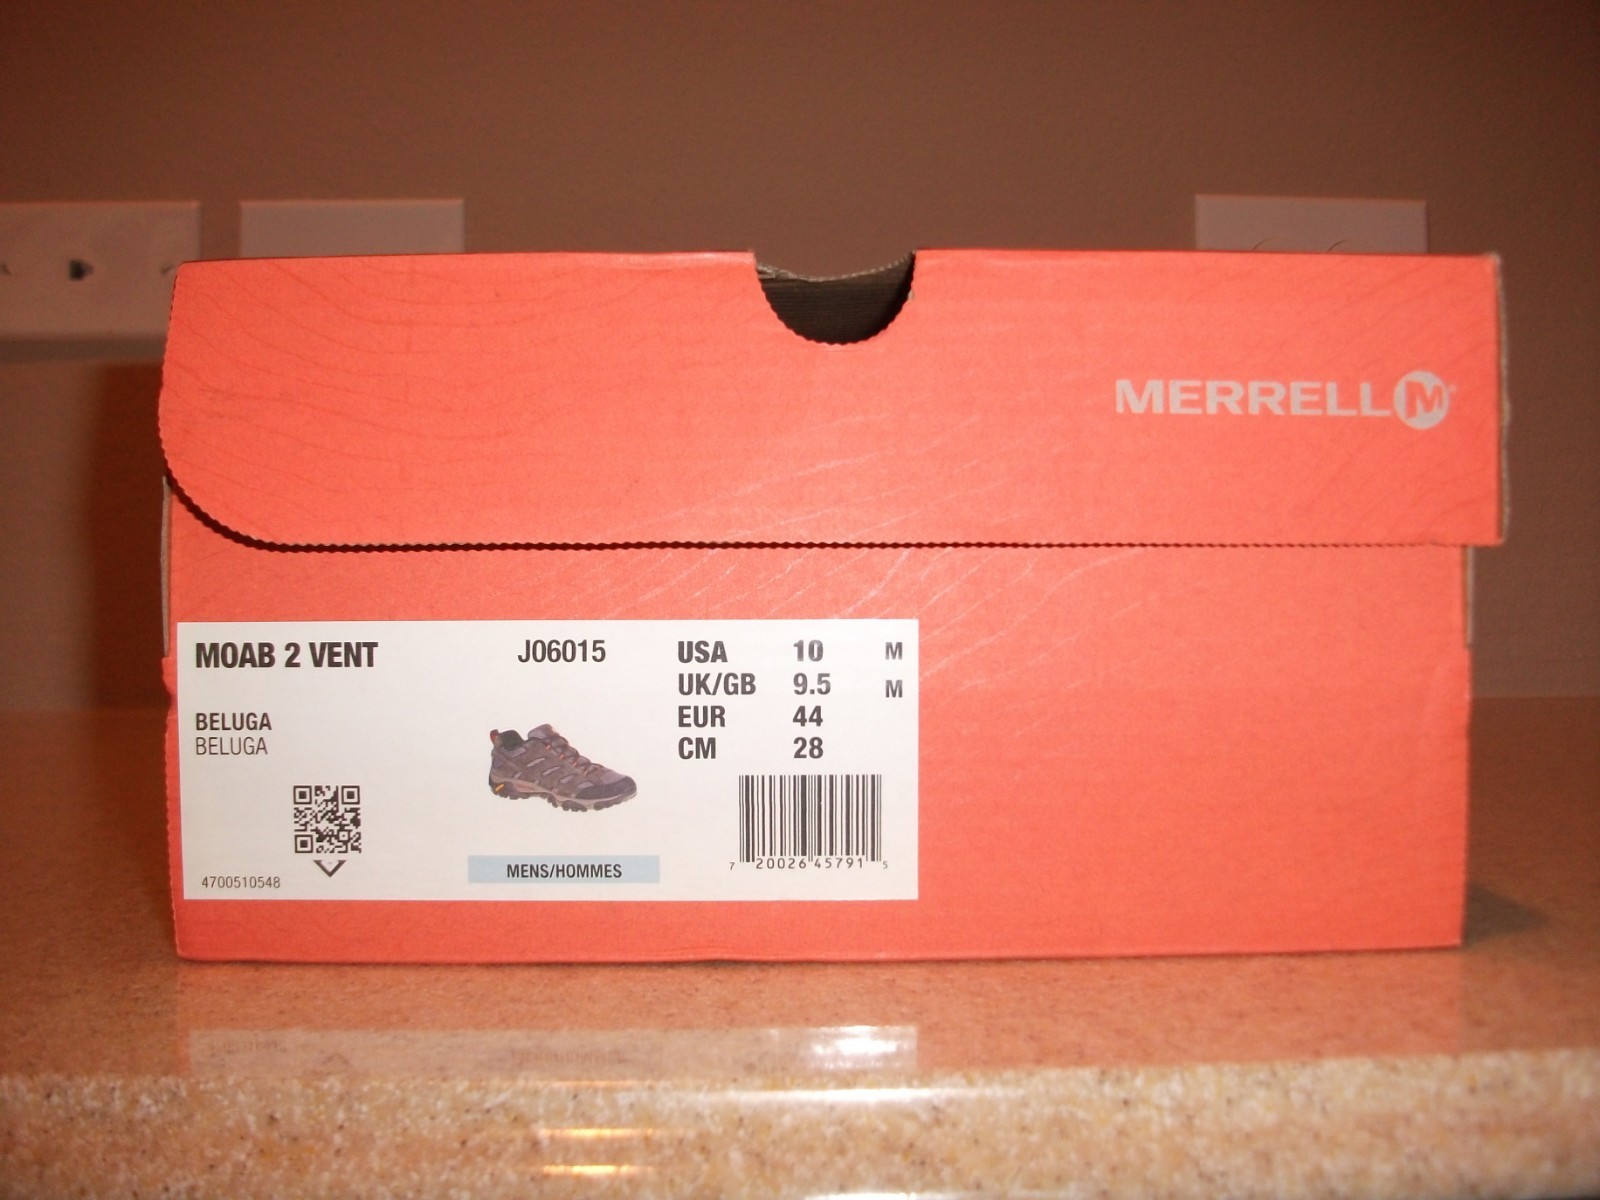 MERRELL M
MOAB 2 VENT J06015
USA 10 M
UK/GB 9.5 M
EUR 44
CM 28
BELUGA
BELUGA
4700510548
MENS/HOMMES
7 20026 45791 5